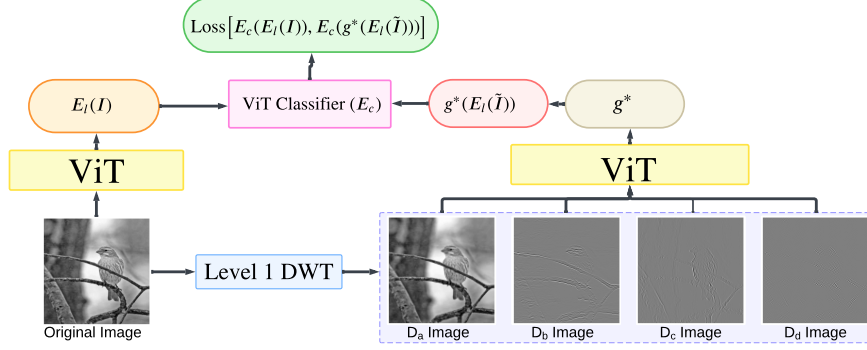 Loss[E_c(E_l(I)), E_c(g*(E_l(Ĩ)))]
E_l(I)
ViT Classifier (E_c)
g*(E_l(Ĩ))
g*
ViT
ViT
Level 1 DWT
Original Image
D_a Image
D_b Image
D_c Image
D_d Image